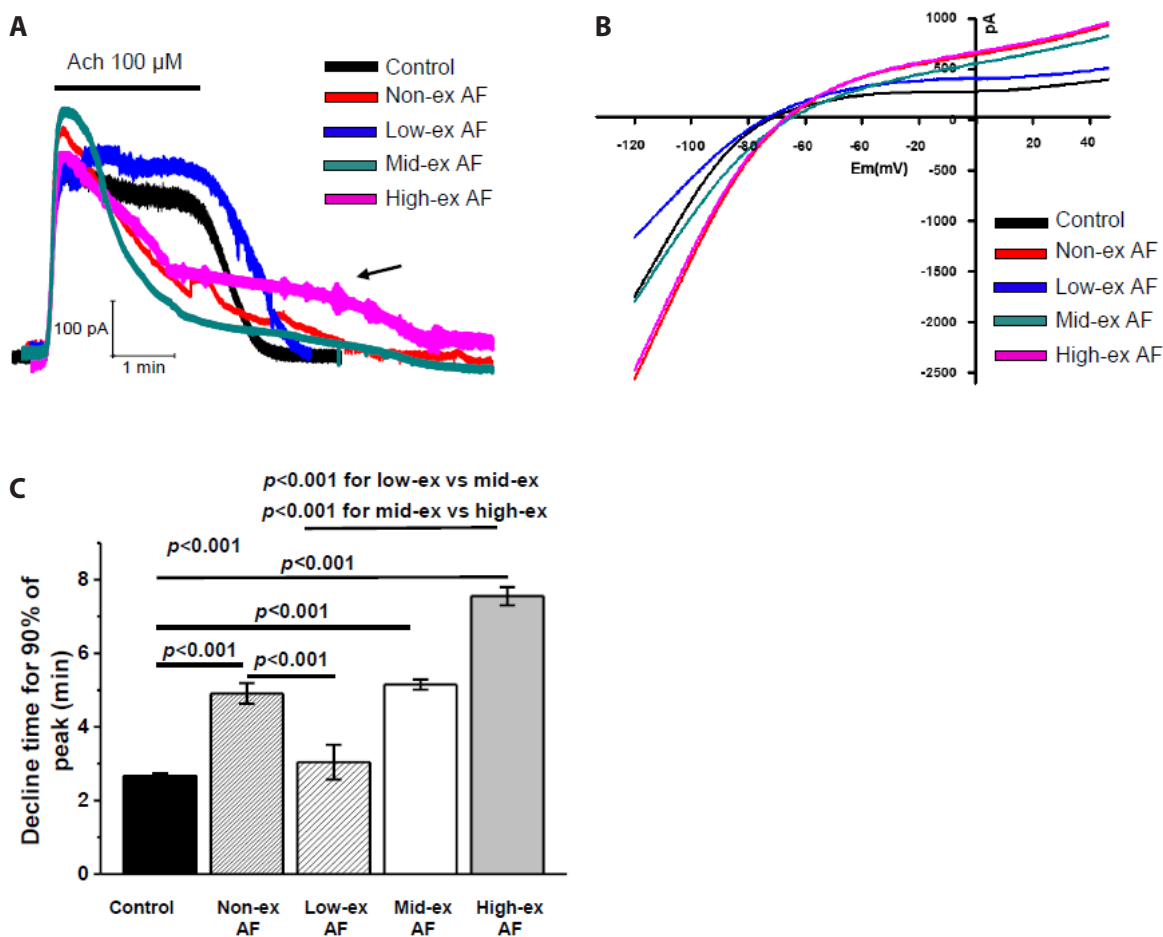 A
Ach 100 µM
Control
Non-ex AF
Low-ex AF
Mid-ex AF
High-ex AF
100 pA
1 min
B
1000
pA
500
0
-120
-100
-80
-60
-40
-20
20
40
Em(mV)
-500
-1000
-1500
-2000
-2500
Control
Non-ex AF
Low-ex AF
Mid-ex AF
High-ex AF
C
p<0.001 for low-ex vs mid-ex
p<0.001 for mid-ex vs high-ex
p<0.001
p<0.001
p<0.001
p<0.001
p<0.001
Decline time for 90% of
peak (min)
8
6
4
2
0
Control
Non-ex
AF
Low-ex
AF
Mid-ex
AF
High-ex
AF